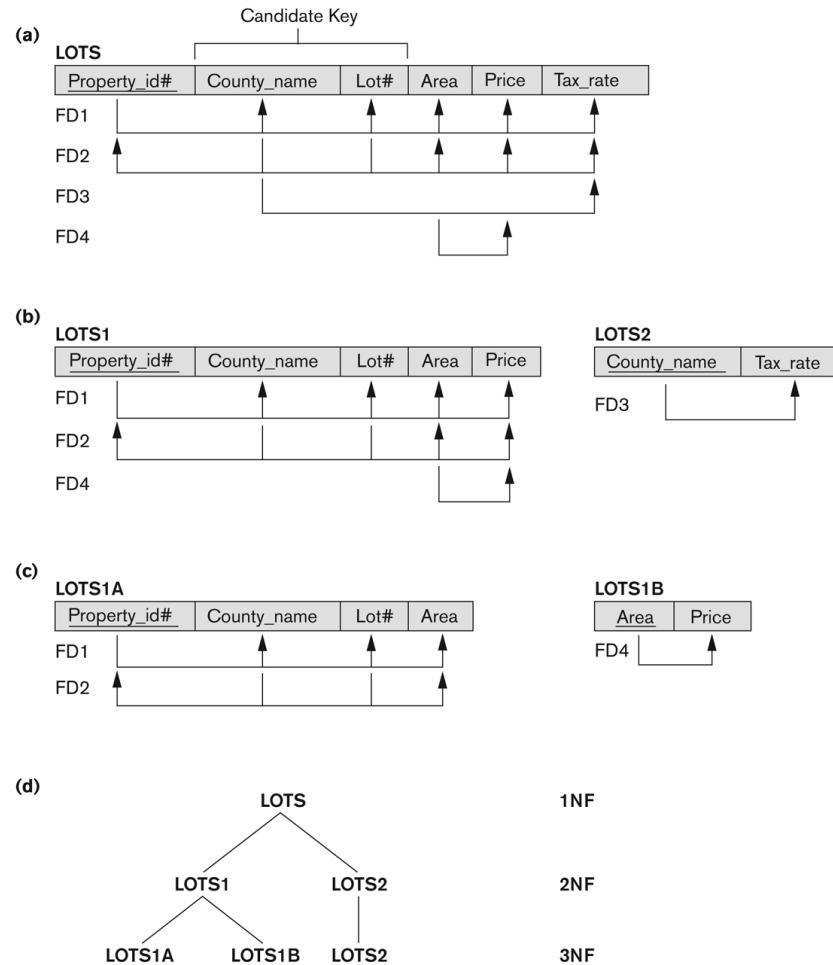 Candidate Key
(a)
LOTS
Property_id# County_name Lot# Area Price Tax_rate
FD1
FD2
FD3
FD4
(b)
LOTS1
Property_id# County_name Lot# Area Price
FD1
FD2
FD4
LOTS2
County_name Tax_rate
FD3
(c)
LOTS1A
Property_id# County_name Lot# Area
FD1
FD2
LOTS1B
Area Price
FD4
(d)
LOTS 1NF
LOTS1 LOTS2 2NF
LOTS1A LOTS1B LOTS2 3NF